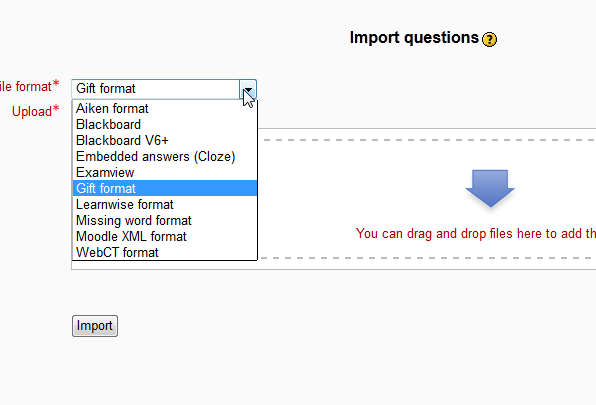 Import questions
ile format*
Gift format
Upload*
Aiken format
Blackboard
Blackboard V6+
Embedded answers (Cloze)
Examview
Gift format
Learnwise format
Missing word format
Moodle XML format
WebCT format
You can drag and drop files here to add th
Import